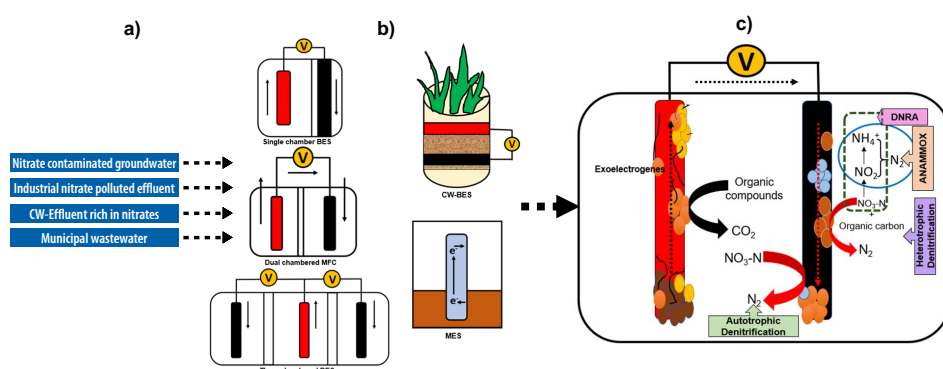 a)
b)
c)
V
Single chamber BES
Nitrate contaminated groundwater
Industrial nitrate polluted effluent
CW-Effluent rich in nitrates
Municipal wastewater
V
Dual chambered MFC
V
V
BES
V
CW-BES
e-
e-
MES
V
Exoelectrogenes
Organic
compounds
CO2
NO3-N
N2
Autotrophic
Denitrification
DNRA
NH4+
NO2
N2
ANAMMOX
NO3-N
+
Organic carbon
N2
Heterotrophic
Denitrification